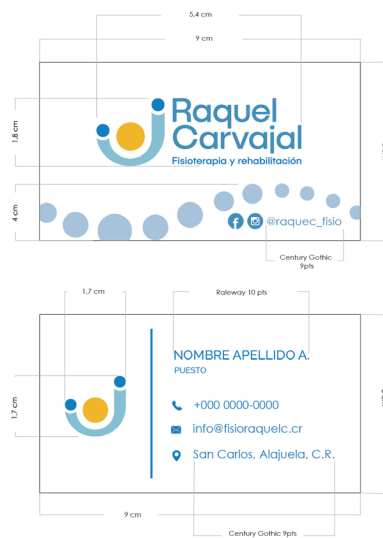 5,4 cm
9 cm
1,8 cm
Raquel
Carvajal
Fisioterapia y rehabilitación
4 cm
@raquec_fisio
Century Gothic
9pts
1,7 cm
Raleway 10 pts
1,7 cm
NOMBRE APELLIDO A.
PUESTO
+000 0000-0000
info@fisioraquelc.cr
San Carlos, Alajuela, C.R.
9 cm
Century Gothic 9pts